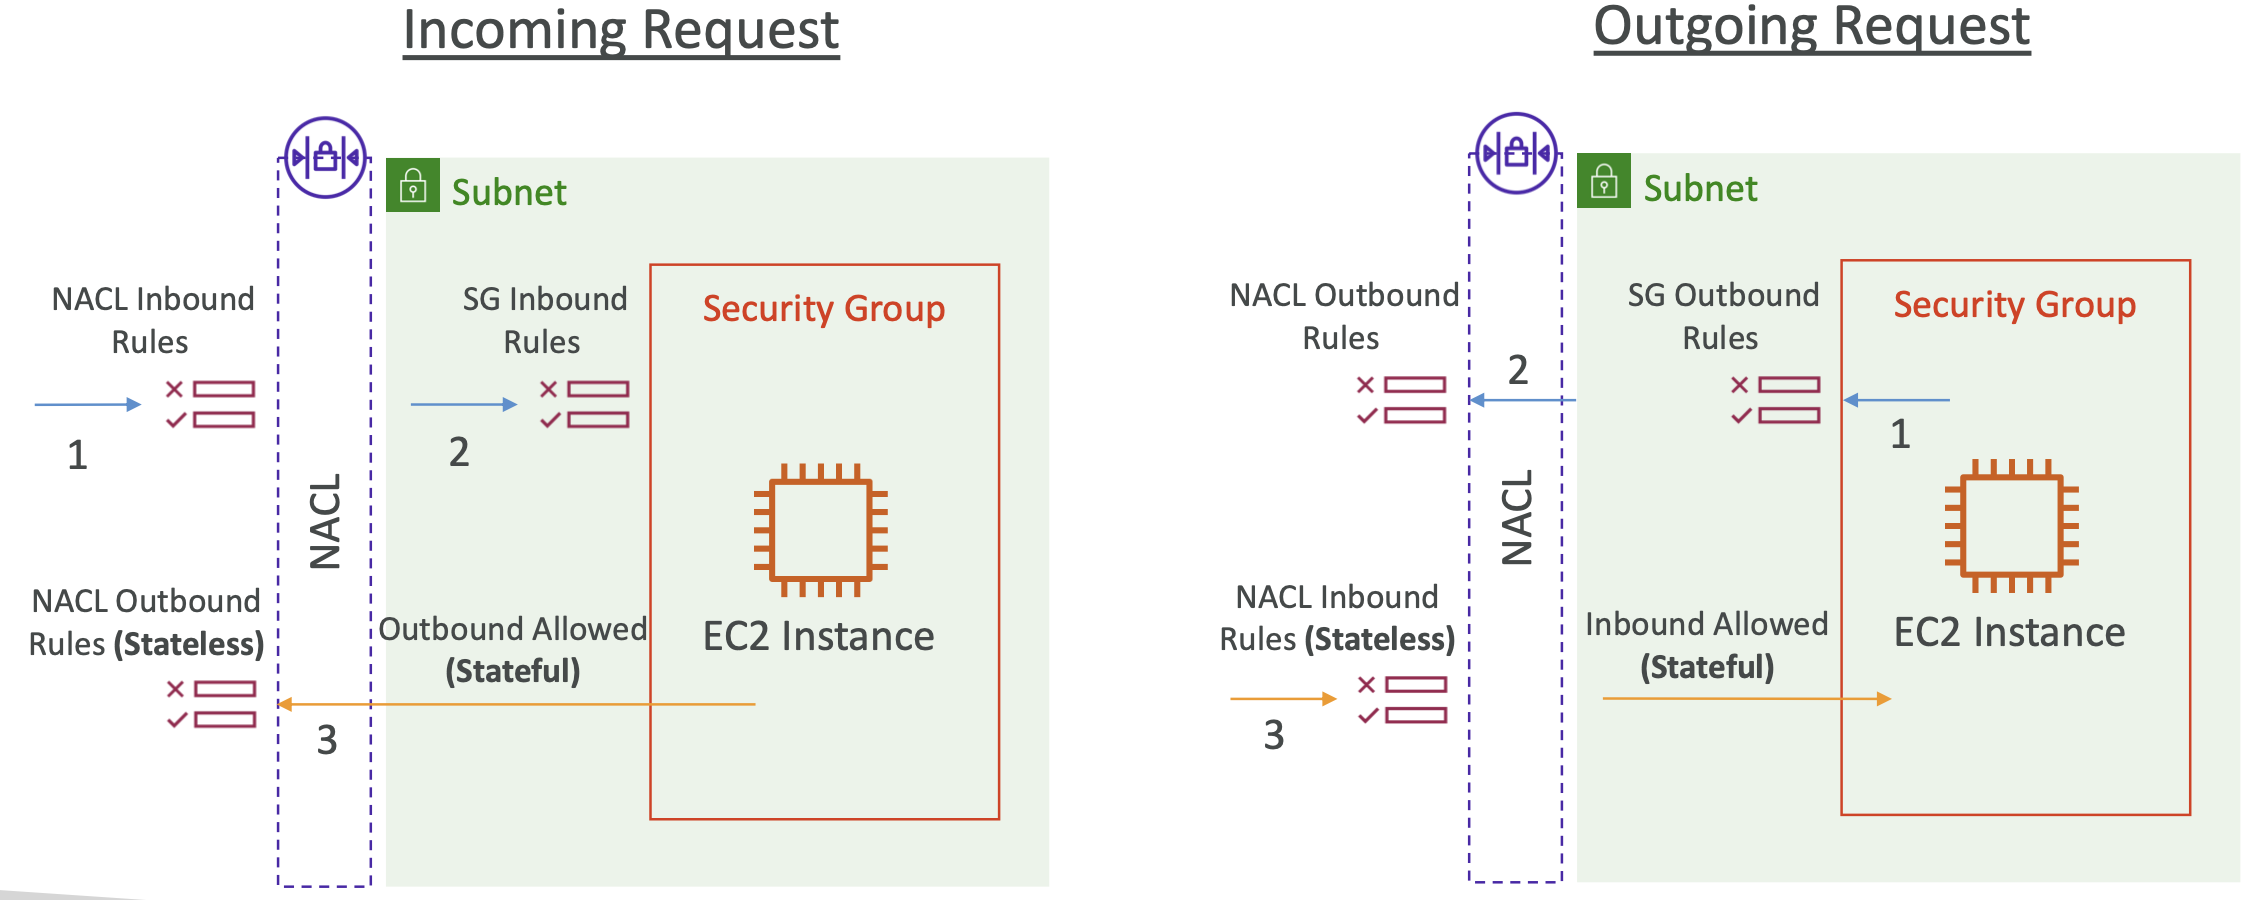 Incoming Request
Subnet
NACL Inbound
Rules
SG Inbound
Rules
Security Group
1
2
NACL
NACL Outbound
Rules (Stateless)
Outbound Allowed
(Stateful)
EC2 Instance
3
Outgoing Request
Subnet
NACL Outbound
Rules
SG Outbound
Rules
Security Group
2
1
NACL
NACL Inbound
Rules (Stateless)
Inbound Allowed
(Stateful)
EC2 Instance
3